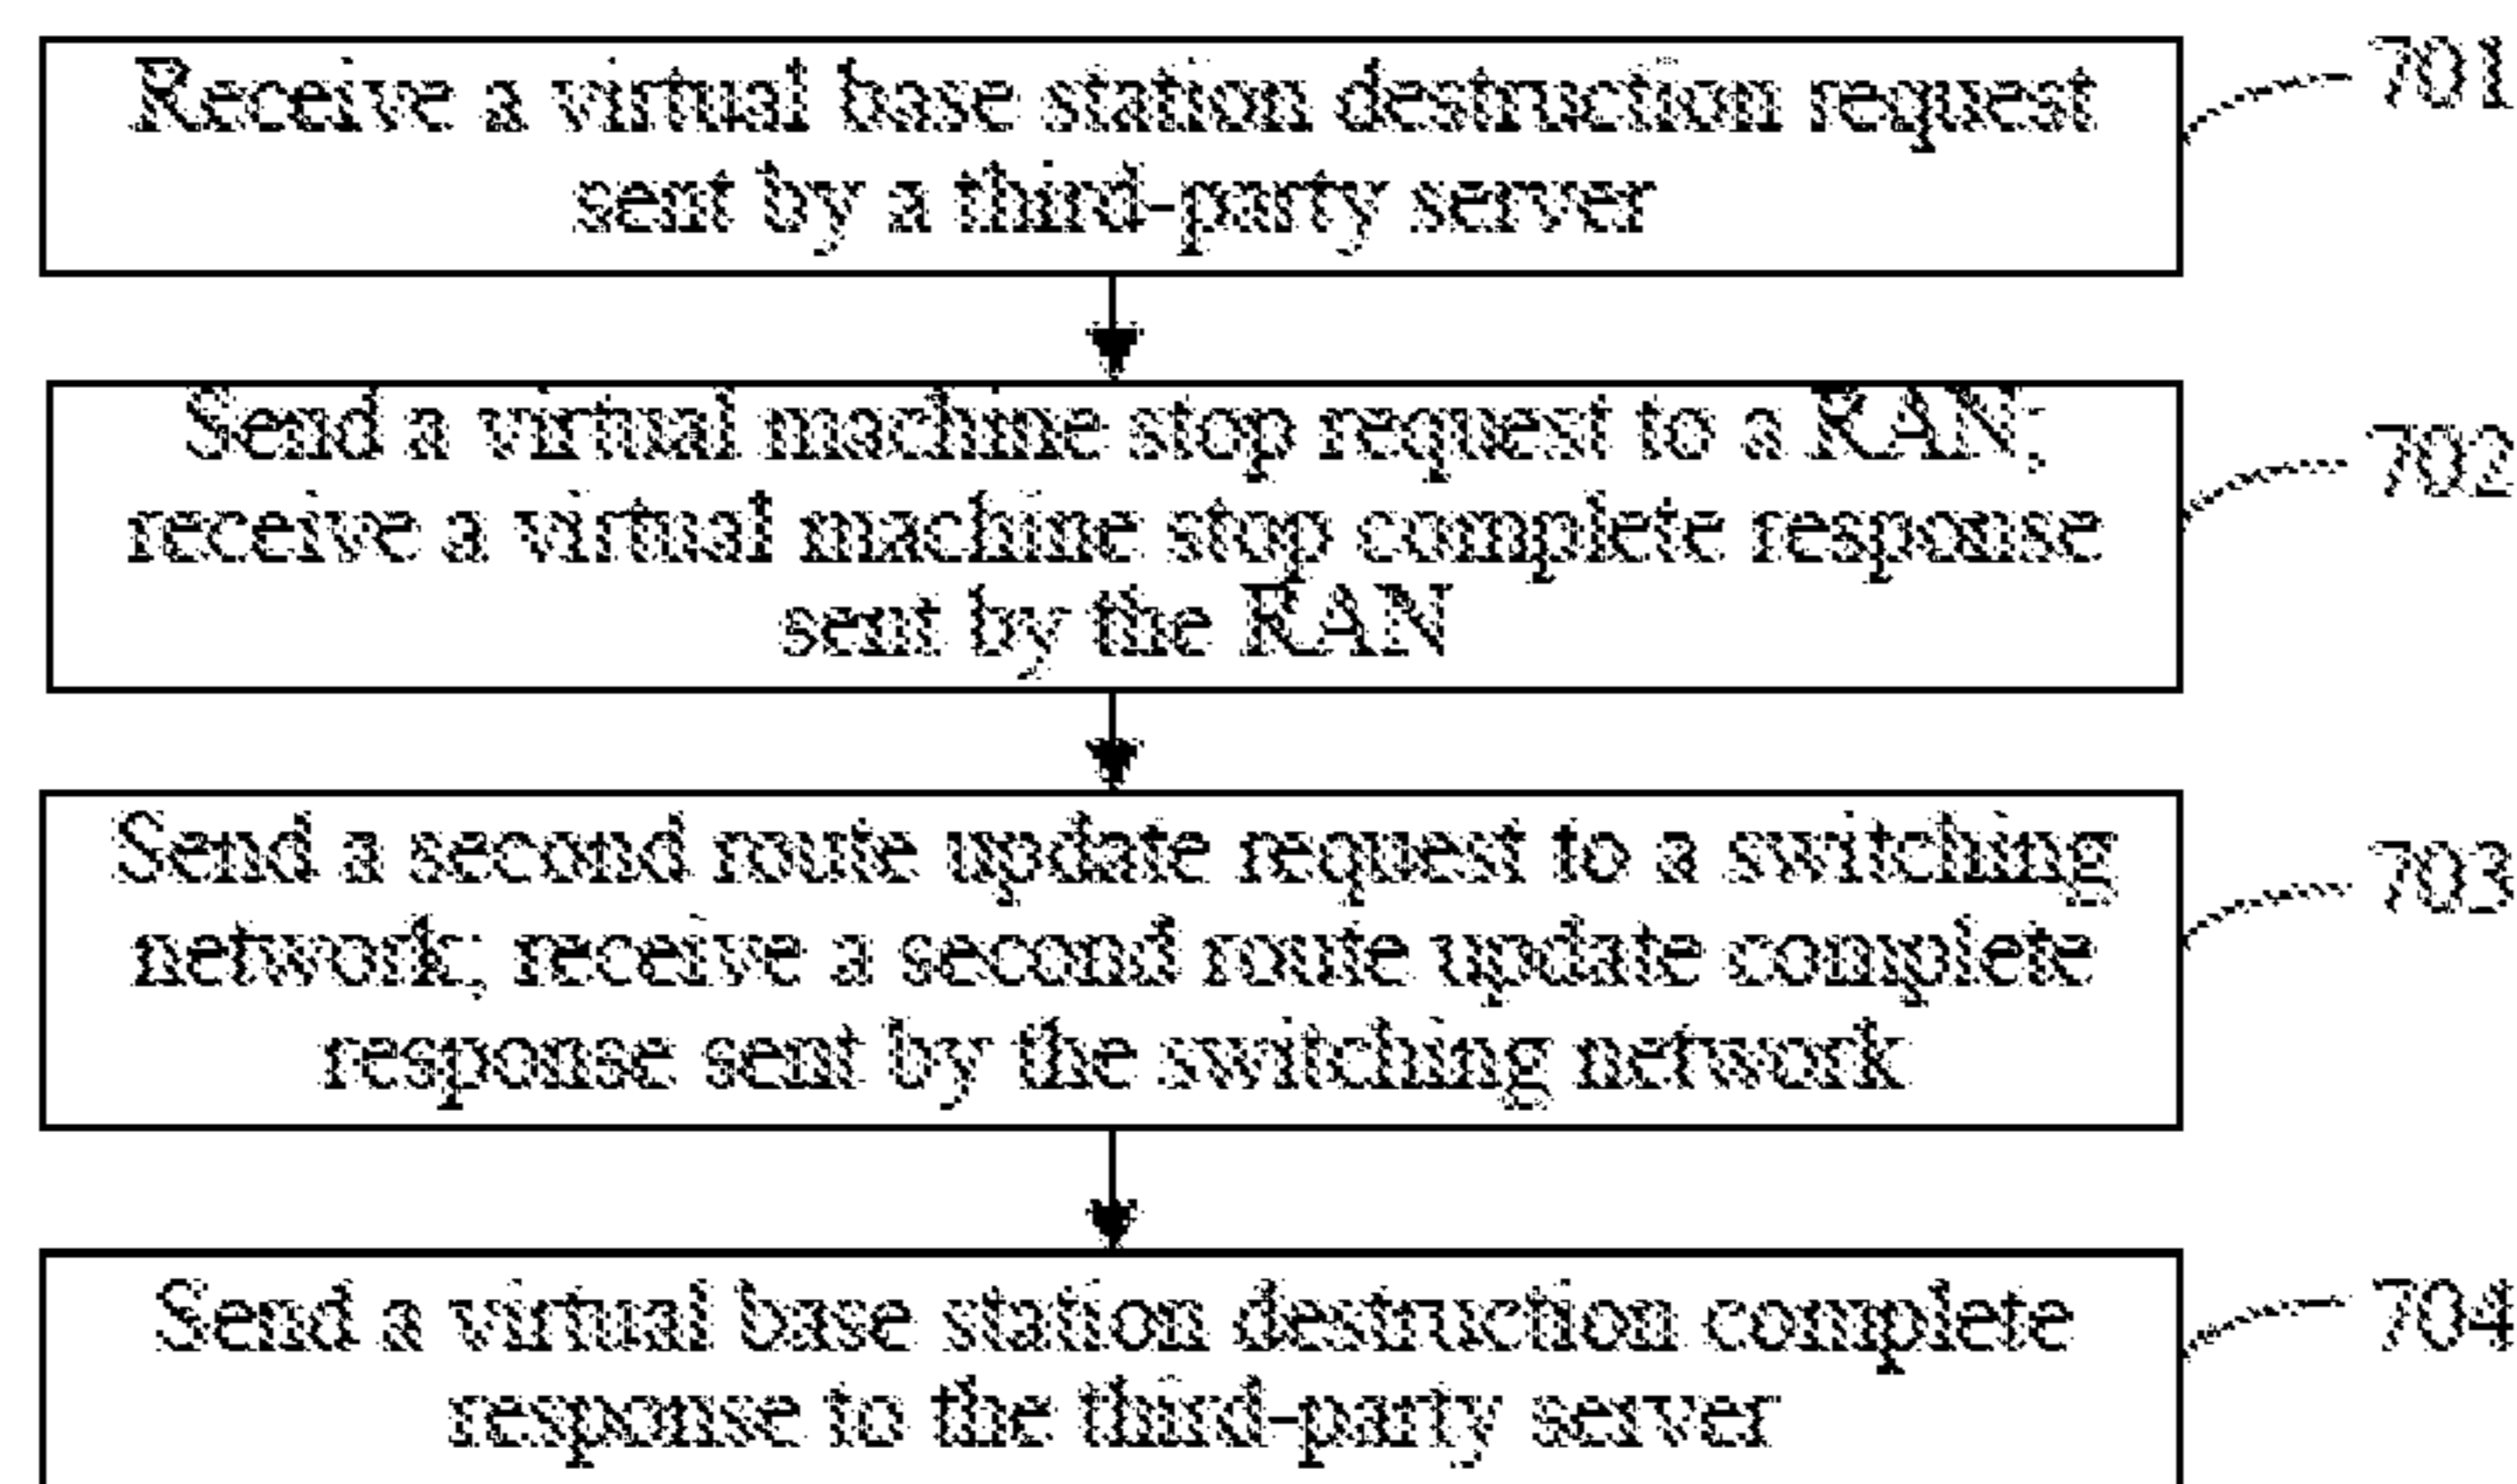 Receive a virtual base station destruction request
sent by a third-party server
701
Send a virtual machine stop request to a RAN;
receive a virtual machine stop complete response
sent by the RAN
702
Send a second route update request to a switching
network; receive a second route update complete
response sent by the switching network
703
Send a virtual base station destruction complete
response to the third-party server
704